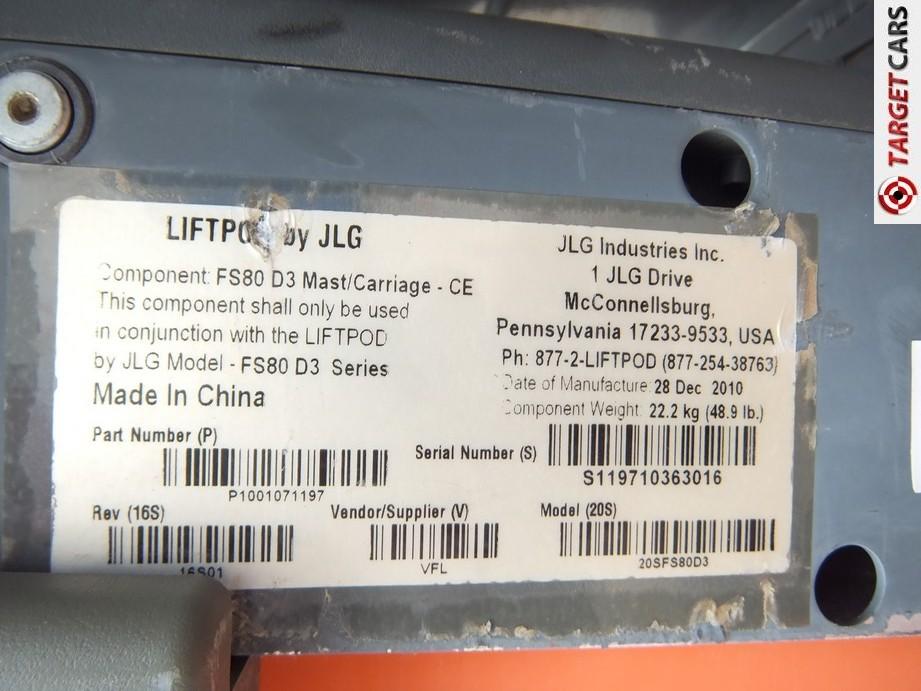 LIFTPOD by JLG
Component: FS80 D3 Mast/Carriage - CE
This component shall only be used
in conjunction with the LIFTPOD
by JLG Model - FS80 D3 Series
Made In China
JLG Industries Inc.
1 JLG Drive
McConnellsburg,
Pennsylvania 17233-9533, USA
Ph: 877-2-LIFTPOD (877-254-38763)
Date of Manufacture: 28 Dec 2010
Component Weight: 22.2 kg (48.9 lb.)
Part Number (P)
P1001071197
Serial Number (S)
S119710363016
Rev (16S)
16S01
Vendor/Supplier (V)
VFL
Model (20S)
20SFS80D3
TARGETCARS